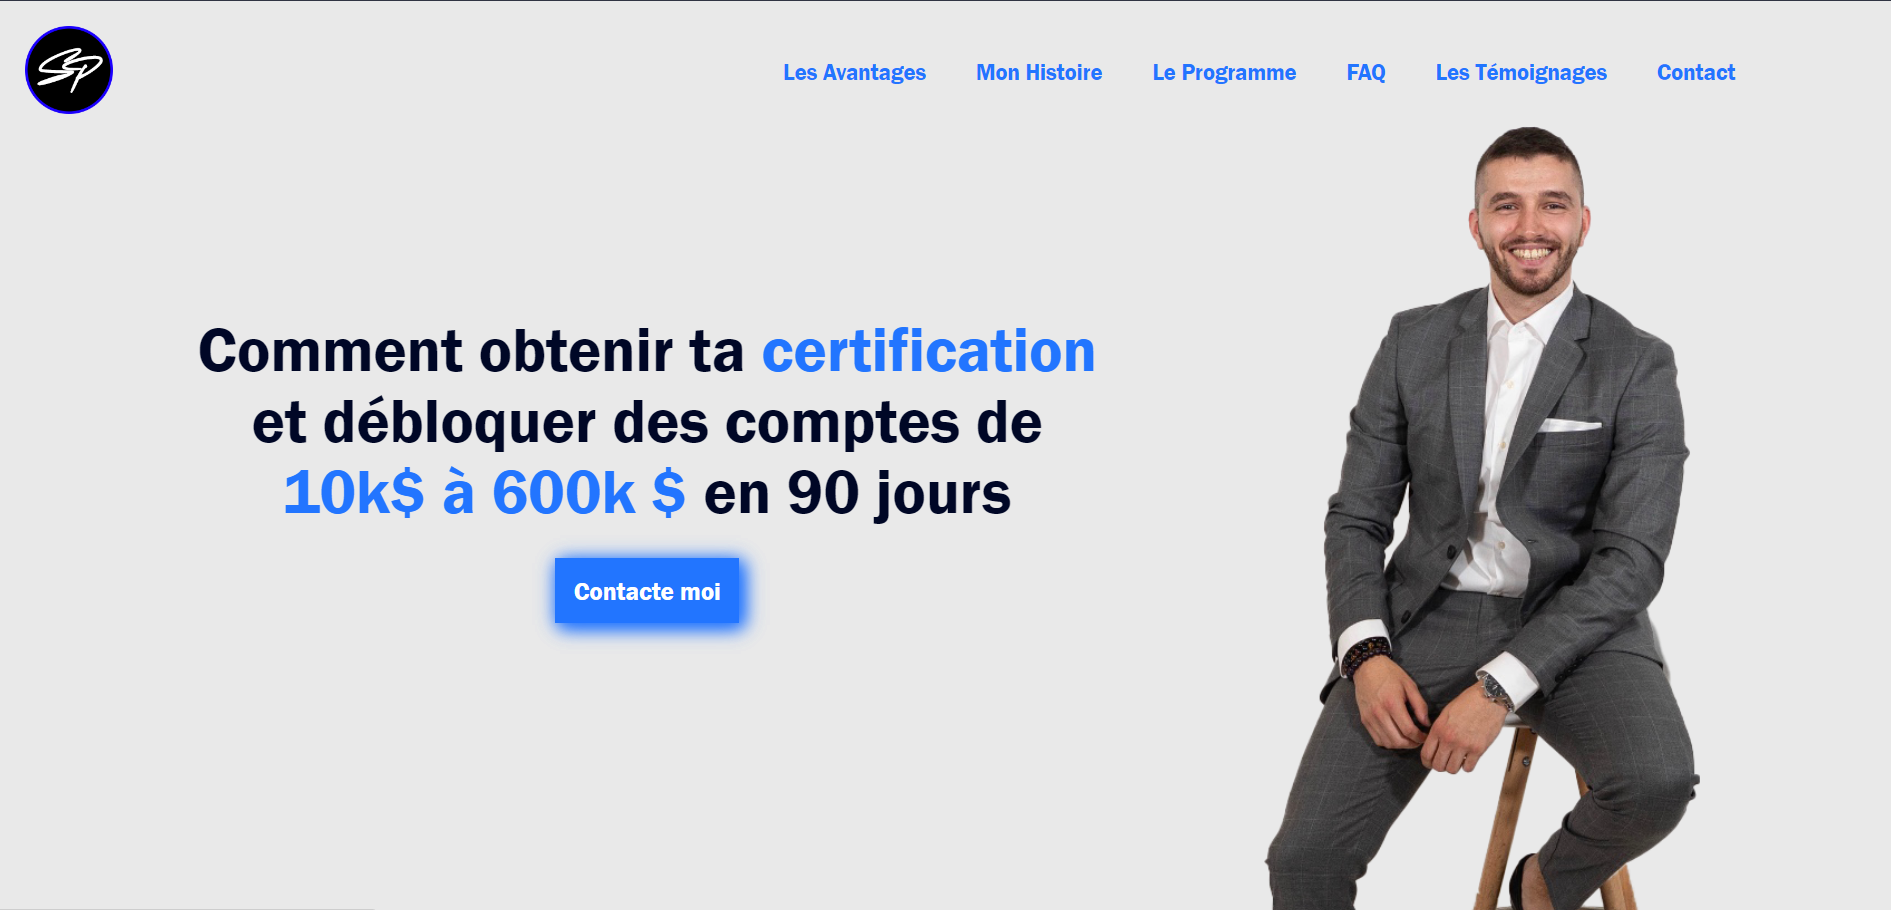 SP
Les Avantages Mon Histoire Le Programme FAQ Les Témoignages Contact
Comment obtenir ta certification
et débloquer des comptes de
10k$ à 600k $ en 90 jours
Contacte moi